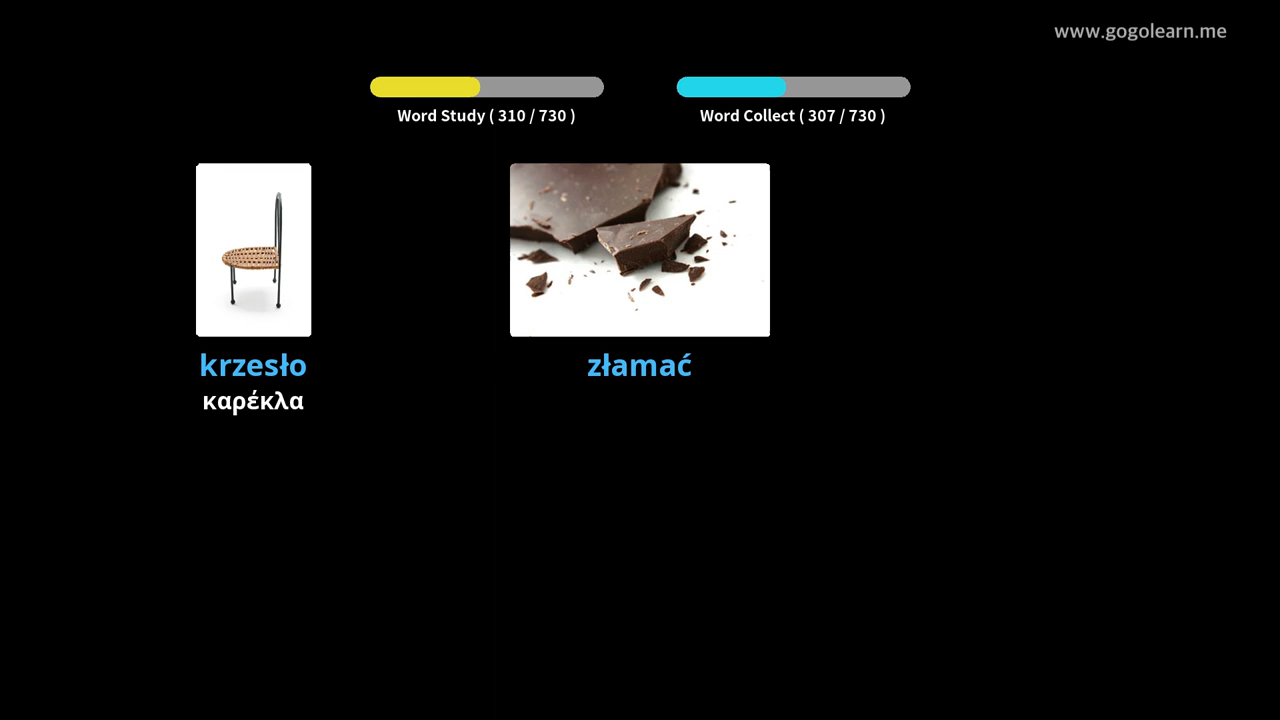 www.gogolearn.me
Word Study ( 310 / 730 )
Word Collect ( 307 / 730 )
krzesło
καρέκλα
złamać